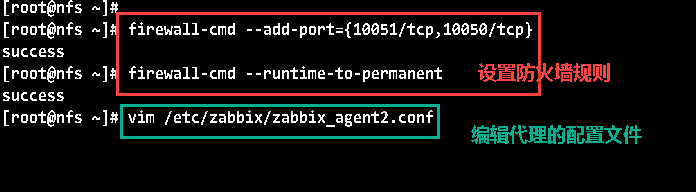 [root@nfs ~]#
[root@nfs ~]# firewall-cmd --add-port={10051/tcp,10050/tcp}
success
[root@nfs ~]# firewall-cmd --runtime-to-permanent
设置防火墙规则
success
[root@nfs ~]# vim /etc/zabbix/zabbix_agent2.conf
编辑代理的配置文件